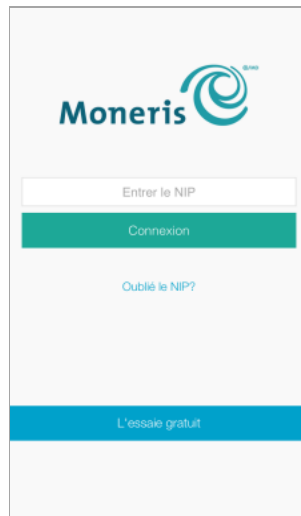 Moneris
Entrer le NIP
Connexion
Oublié le NIP?
L'essaie gratuit